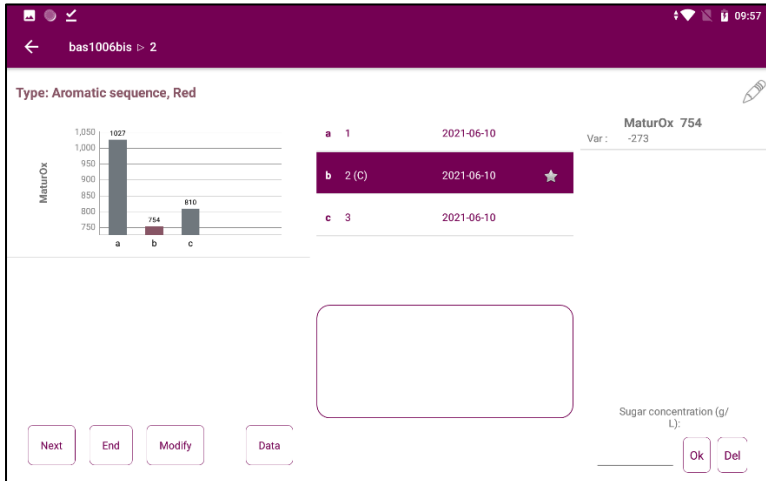 09:57
bas1006bis ▷ 2
Type: Aromatic sequence, Red
MaturOx
1,050
1,000
950
900
850
800
750
1027
754
810
a b c
a 1 2021-06-10
b 2 (C) 2021-06-10
c 3 2021-06-10
MaturOx 754
Var : -273
Sugar concentration (g/
L):
Next End Modify Data
Ok Del